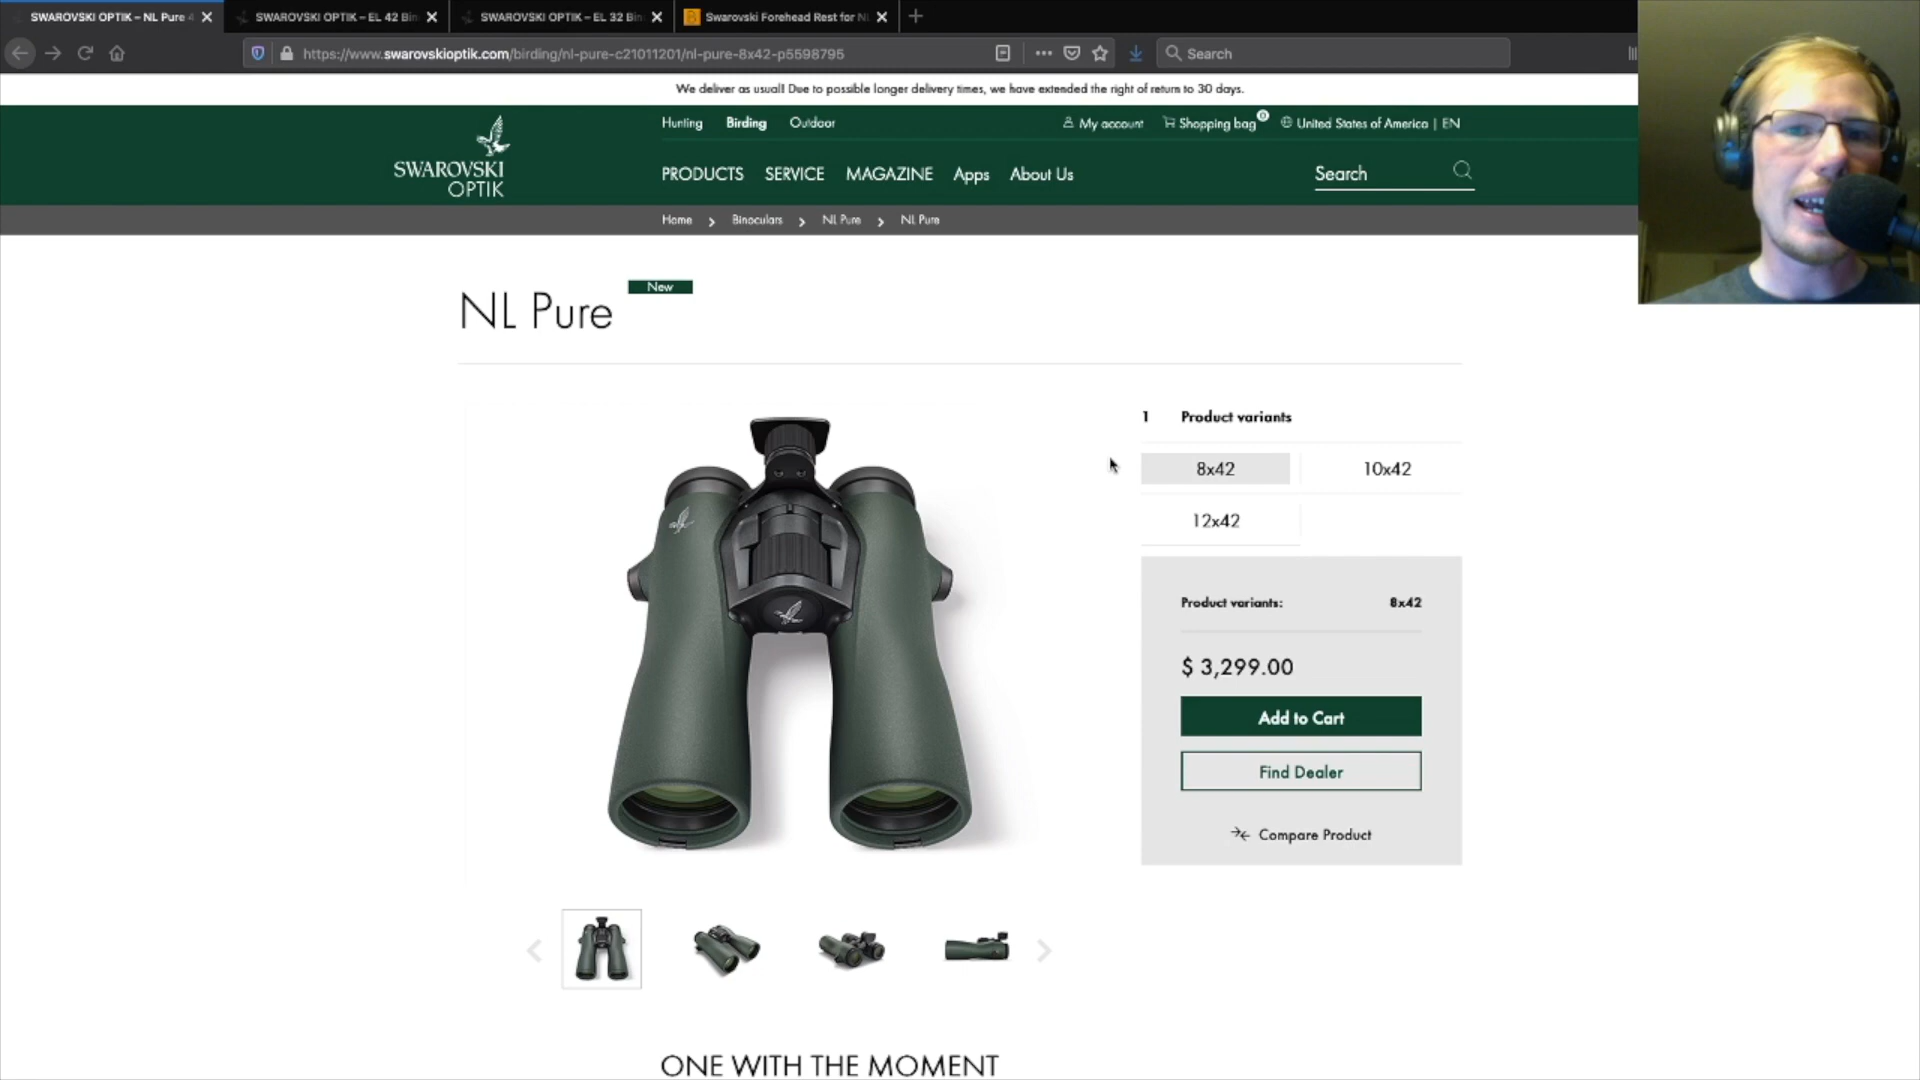 SWAROVSKI OPTIK – NL Pure 4
SWAROVSKI OPTIK – EL 42 Bin
SWAROVSKI OPTIK – EL 32 Bin
Swarovski Forehead Rest for NL
https://www.swarovskioptik.com/birding/nl-pure-c21011201/nl-pure-8x42-p5598795
Search
We deliver as usual! Due to possible longer delivery times, we have extended the right of return to 30 days.
SWAROVSKI
OPTIK
Hunting Birding Outdoor
My account Shopping bag 0 United States of America | EN
PRODUCTS SERVICE MAGAZINE Apps About Us
Search
Home > Binoculars > NL Pure > NL Pure
NL Pure
New
1 Product variants
8x42 10x42
12x42
Product variants: 8x42
$ 3,299.00
Add to Cart
Find Dealer
Compare Product
ONE WITH THE MOMENT